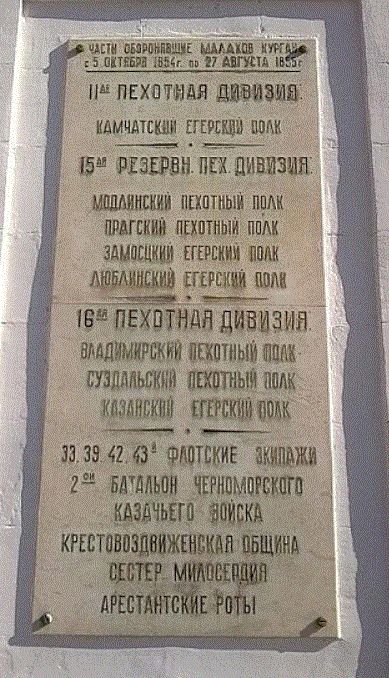 ЧАСТИ ОБОРОНЯВШИЕ МАЛАХОВ КУРГАН
с 5 ОКТЯБРЯ 1854г. по 27 АВГУСТА 1855г
11ая ПЕХОТНАЯ ДИВИЗИЯ.
КАМЧАТСКИЙ ЕГЕРСКИЙ ПОЛК
15ая РЕЗЕРВН. ПЕХ. ДИВИЗИЯ.
МОДЛИНСКИЙ ПЕХОТНЫЙ ПОЛК
ПРАГСКИЙ ПЕХОТНЫЙ ПОЛК
ЗАМОСЦКИЙ ЕГЕРСКИЙ ПОЛК
ЛЮБЛИНСКИЙ ЕГЕРСКИЙ ПОЛК
16ая ПЕХОТНАЯ ДИВИЗИЯ.
ВЛАДИМИРСКИЙ ПЕХОТНЫЙ ПОЛК
СУЗДАЛЬСКИЙ ПЕХОТНЫЙ ПОЛК
КАЗАНСКИЙ ЕГЕРСКИЙ ПОЛК
33. 39. 42. 43й ФЛОТСКИЕ ЭКИПАЖИ
2ой БАТАЛЬОН ЧЕРНОМОРСКОГО
КАЗАЧЬЕГО ВОЙСКА
КРЕСТОВОЗДВИЖЕНСКАЯ ОБЩИНА
СЕСТЕР МИЛОСЕРДИЯ
АРЕСТАНТСКИЕ РОТЫ